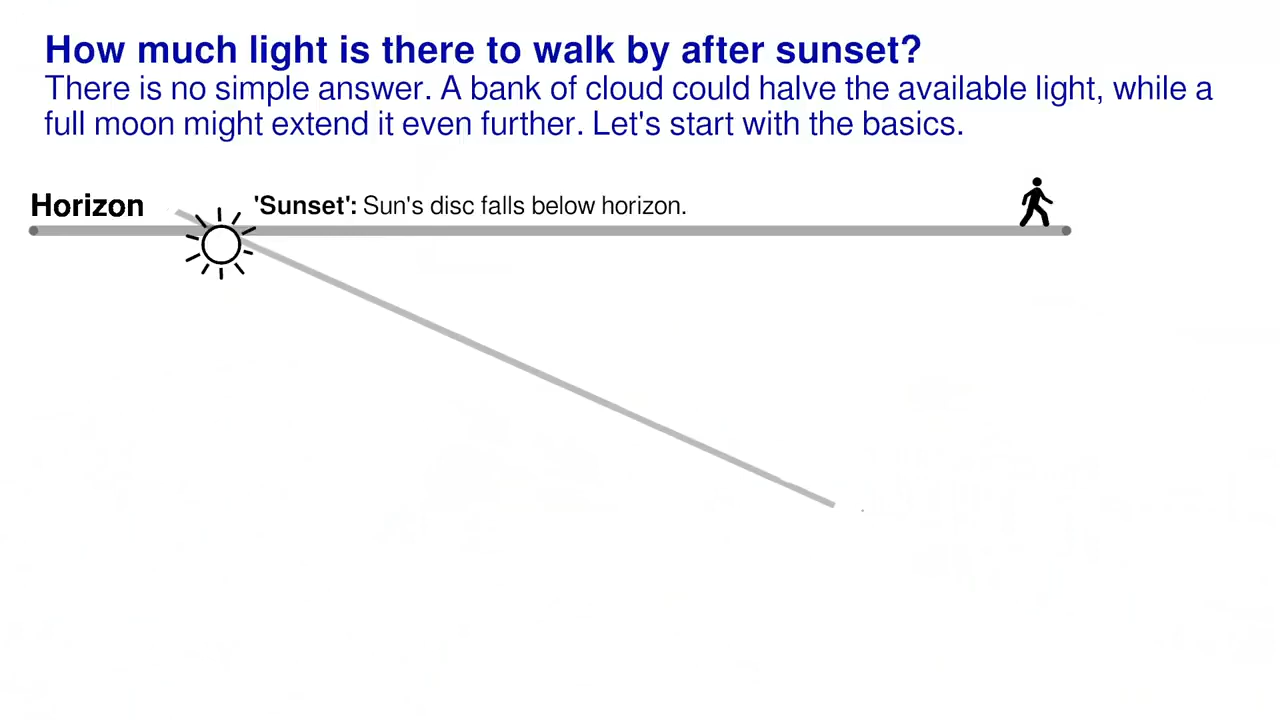 How much light is there to walk by after sunset?
There is no simple answer. A bank of cloud could halve the available light, while a
full moon might extend it even further. Let's start with the basics.
Horizon
'Sunset': Sun's disc falls below horizon.